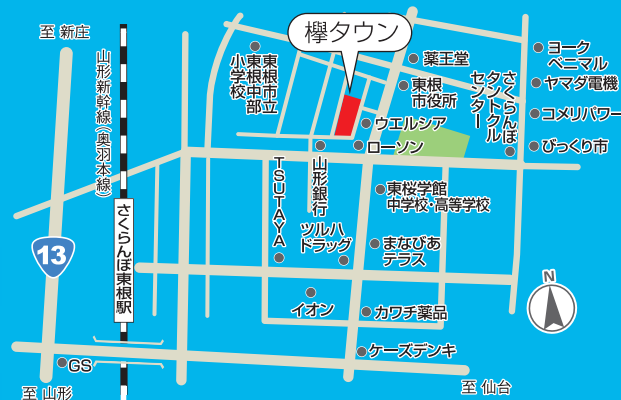 至 新庄
山形新幹線(奥羽本線)
東根市立
東根中部
小学校
欅タウン
薬王堂
東根
市役所
ウエルシア
ローソン
さくらんぼ
タントクル
センター
ヨーク
ベニマル
ヤマダ電機
コメリパワー
びっくり市
TSUTAYA
山形銀行
東桜学館
中学校・高等学校
ツルハ
ドラッグ
まなびあ
テラス
13
さくらんぼ東根駅
イオン
カワチ薬品
ケーズデンキ
N
GS
至 山形
至 仙台